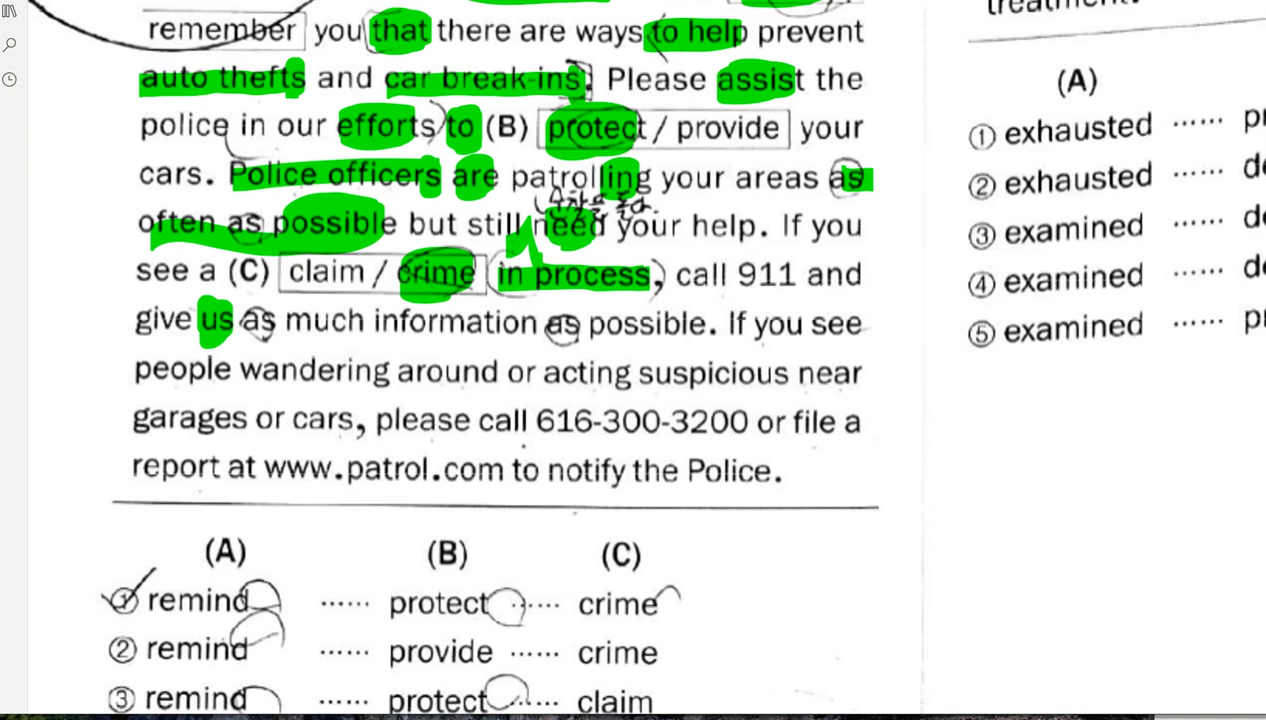 treatment.
remember you that there are ways to help prevent
auto thefts and car break-ins. Please assist the
police in our efforts to (B) protect / provide your
cars. Police officers are patrolling your areas as
often as possible but still need your help. If you
see a (C) claim / crime in process, call 911 and
give us as much information as possible. If you see
people wandering around or acting suspicious near
garages or cars, please call 616-300-3200 or file a
report at www.patrol.com to notify the Police.
(A) (B) (C)
① remind ...... protect ...... crime
② remind ...... provide ...... crime
③ remind ...... protect ...... claim
(A)
① exhausted ...... pr
② exhausted ...... de
③ examined ...... de
④ examined ...... de
⑤ examined ...... pr